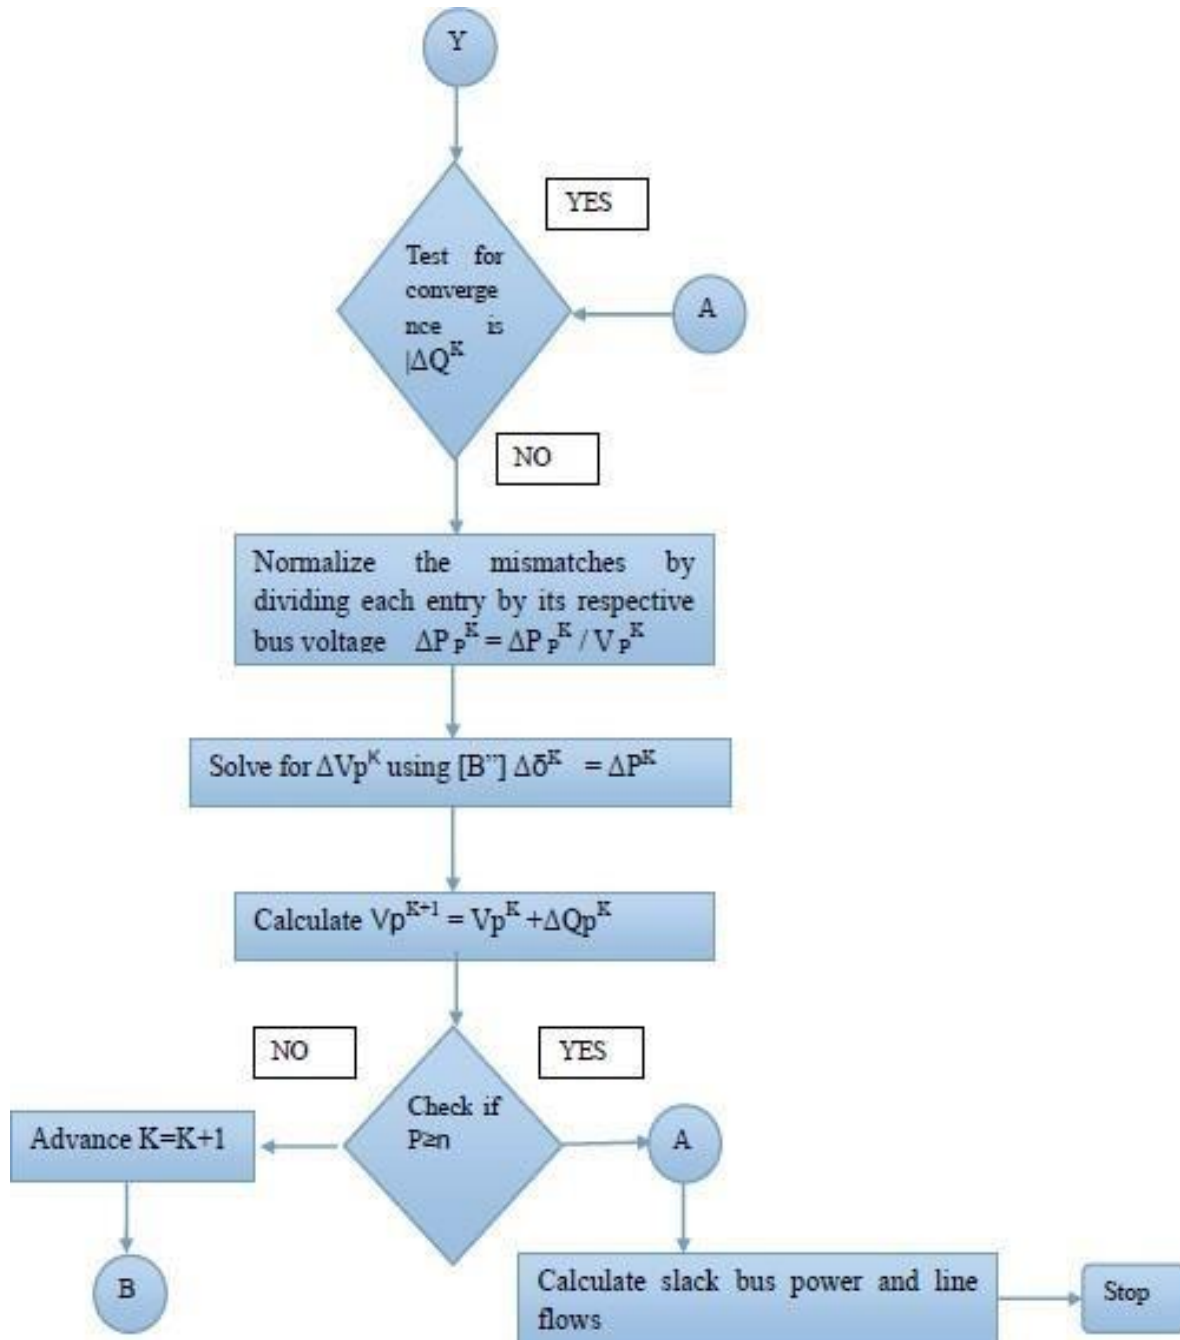 Y
YES
Test for
converge
nce is
|ΔQ^K
A
NO
Normalize the mismatches by
dividing each entry by its respective
bus voltage ΔP_P^K = ΔP_P^K / V_P^K
Solve for ΔVp^K using [B”] Δδ^K = ΔP^K
Calculate Vp^K+1 = Vp^K +ΔQp^K
NO
YES
Check if
P≥n
Advance K=K+1
A
B
Calculate slack bus power and line
flows
Stop